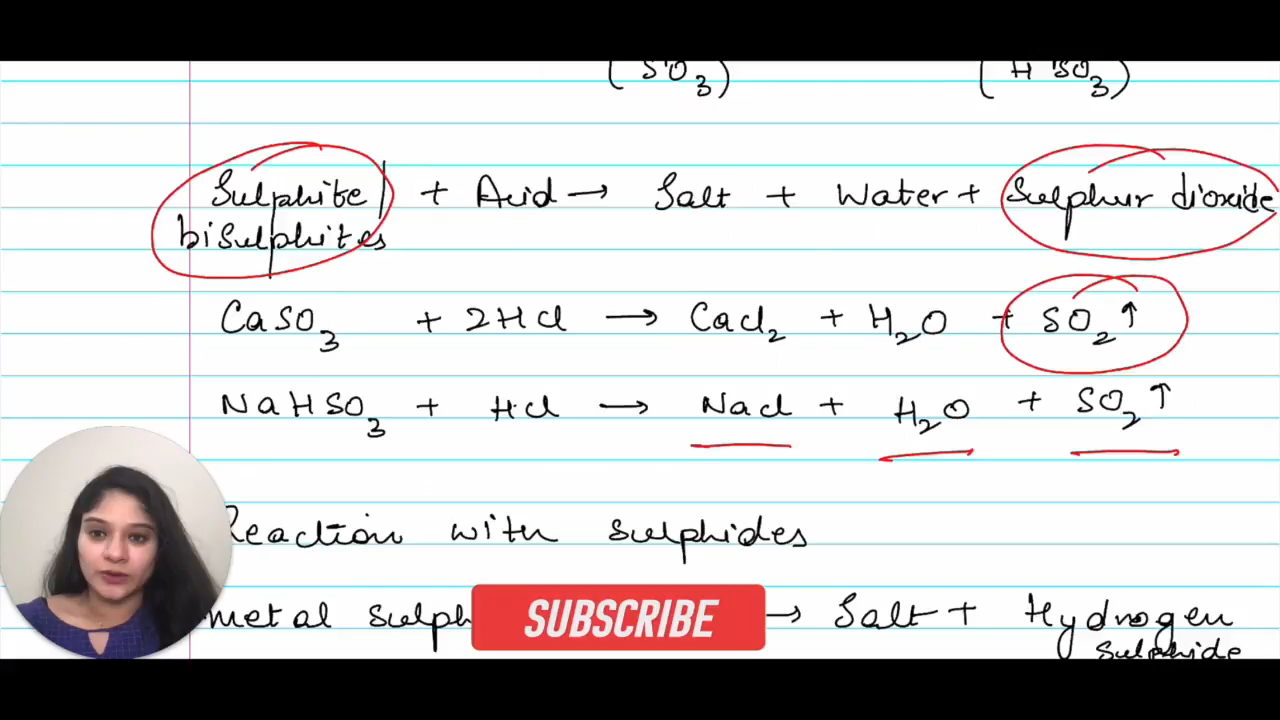 (SO3) (HSO3)
Sulphite| + Acid → Salt + Water + Sulphur dioxide
bisulphites
CaSO3 + 2HCl → CaCl2 + H2O + SO2↑
NaHSO3 + HCl → NaCl + H2O + SO2↑
Reaction with sulphides
metal sulph → Salt + Hydrogen
sulphide
SUBSCRIBE